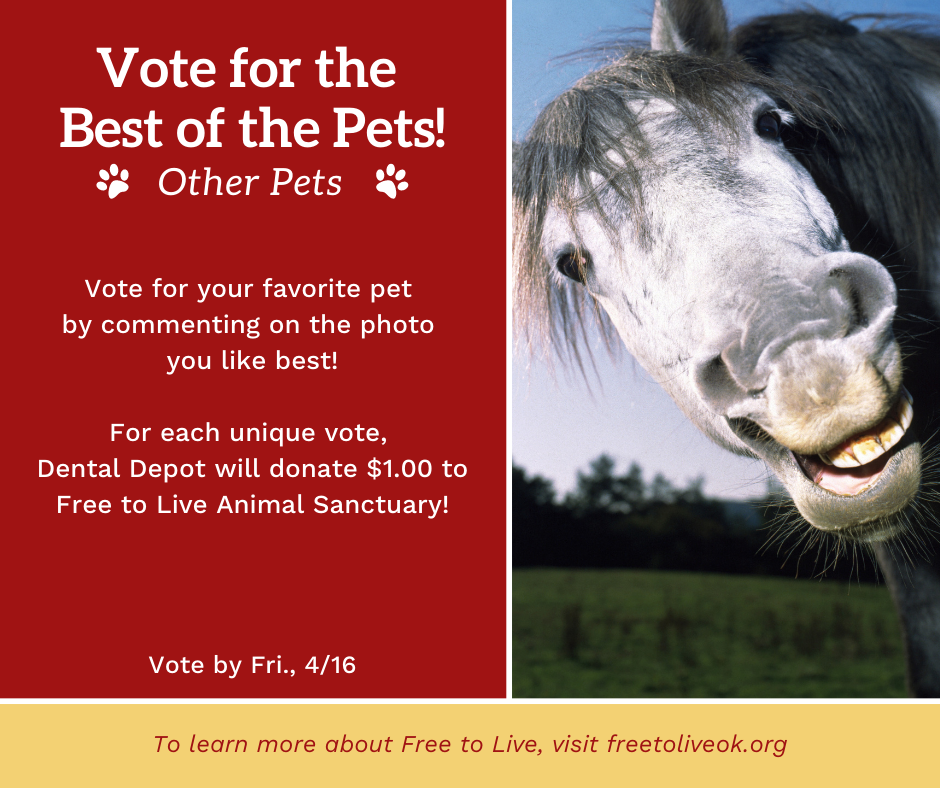 Vote for the
Best of the Pets!
Other Pets
Vote for your favorite pet
by commenting on the photo
you like best!
For each unique vote,
Dental Depot will donate $1.00 to
Free to Live Animal Sanctuary!
Vote by Fri., 4/16
To learn more about Free to Live, visit freetoliveok.org